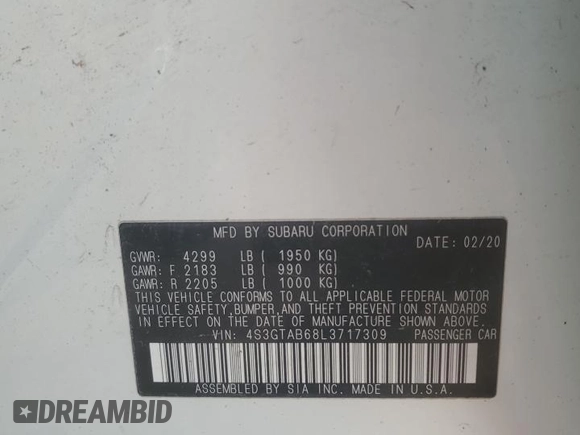 MFD BY SUBARU CORPORATION
DATE: 02/20
GVWR: 4299 LB ( 1950 KG)
GAWR: F 2183 LB ( 990 KG)
GAWR: R 2205 LB ( 1000 KG)
THIS VEHICLE CONFORMS TO ALL APPLICABLE FEDERAL MOTOR
VEHICLE SAFETY,BUMPER,AND THEFT PREVENTION STANDARDS
IN EFFECT ON THE DATE OF MANUFACTURE SHOWN ABOVE.
VIN: 4S3GTAB68L3717309 PASSENGER CAR
ASSEMBLED BY SIA INC. MADE IN U.S.A.
DREAMBID